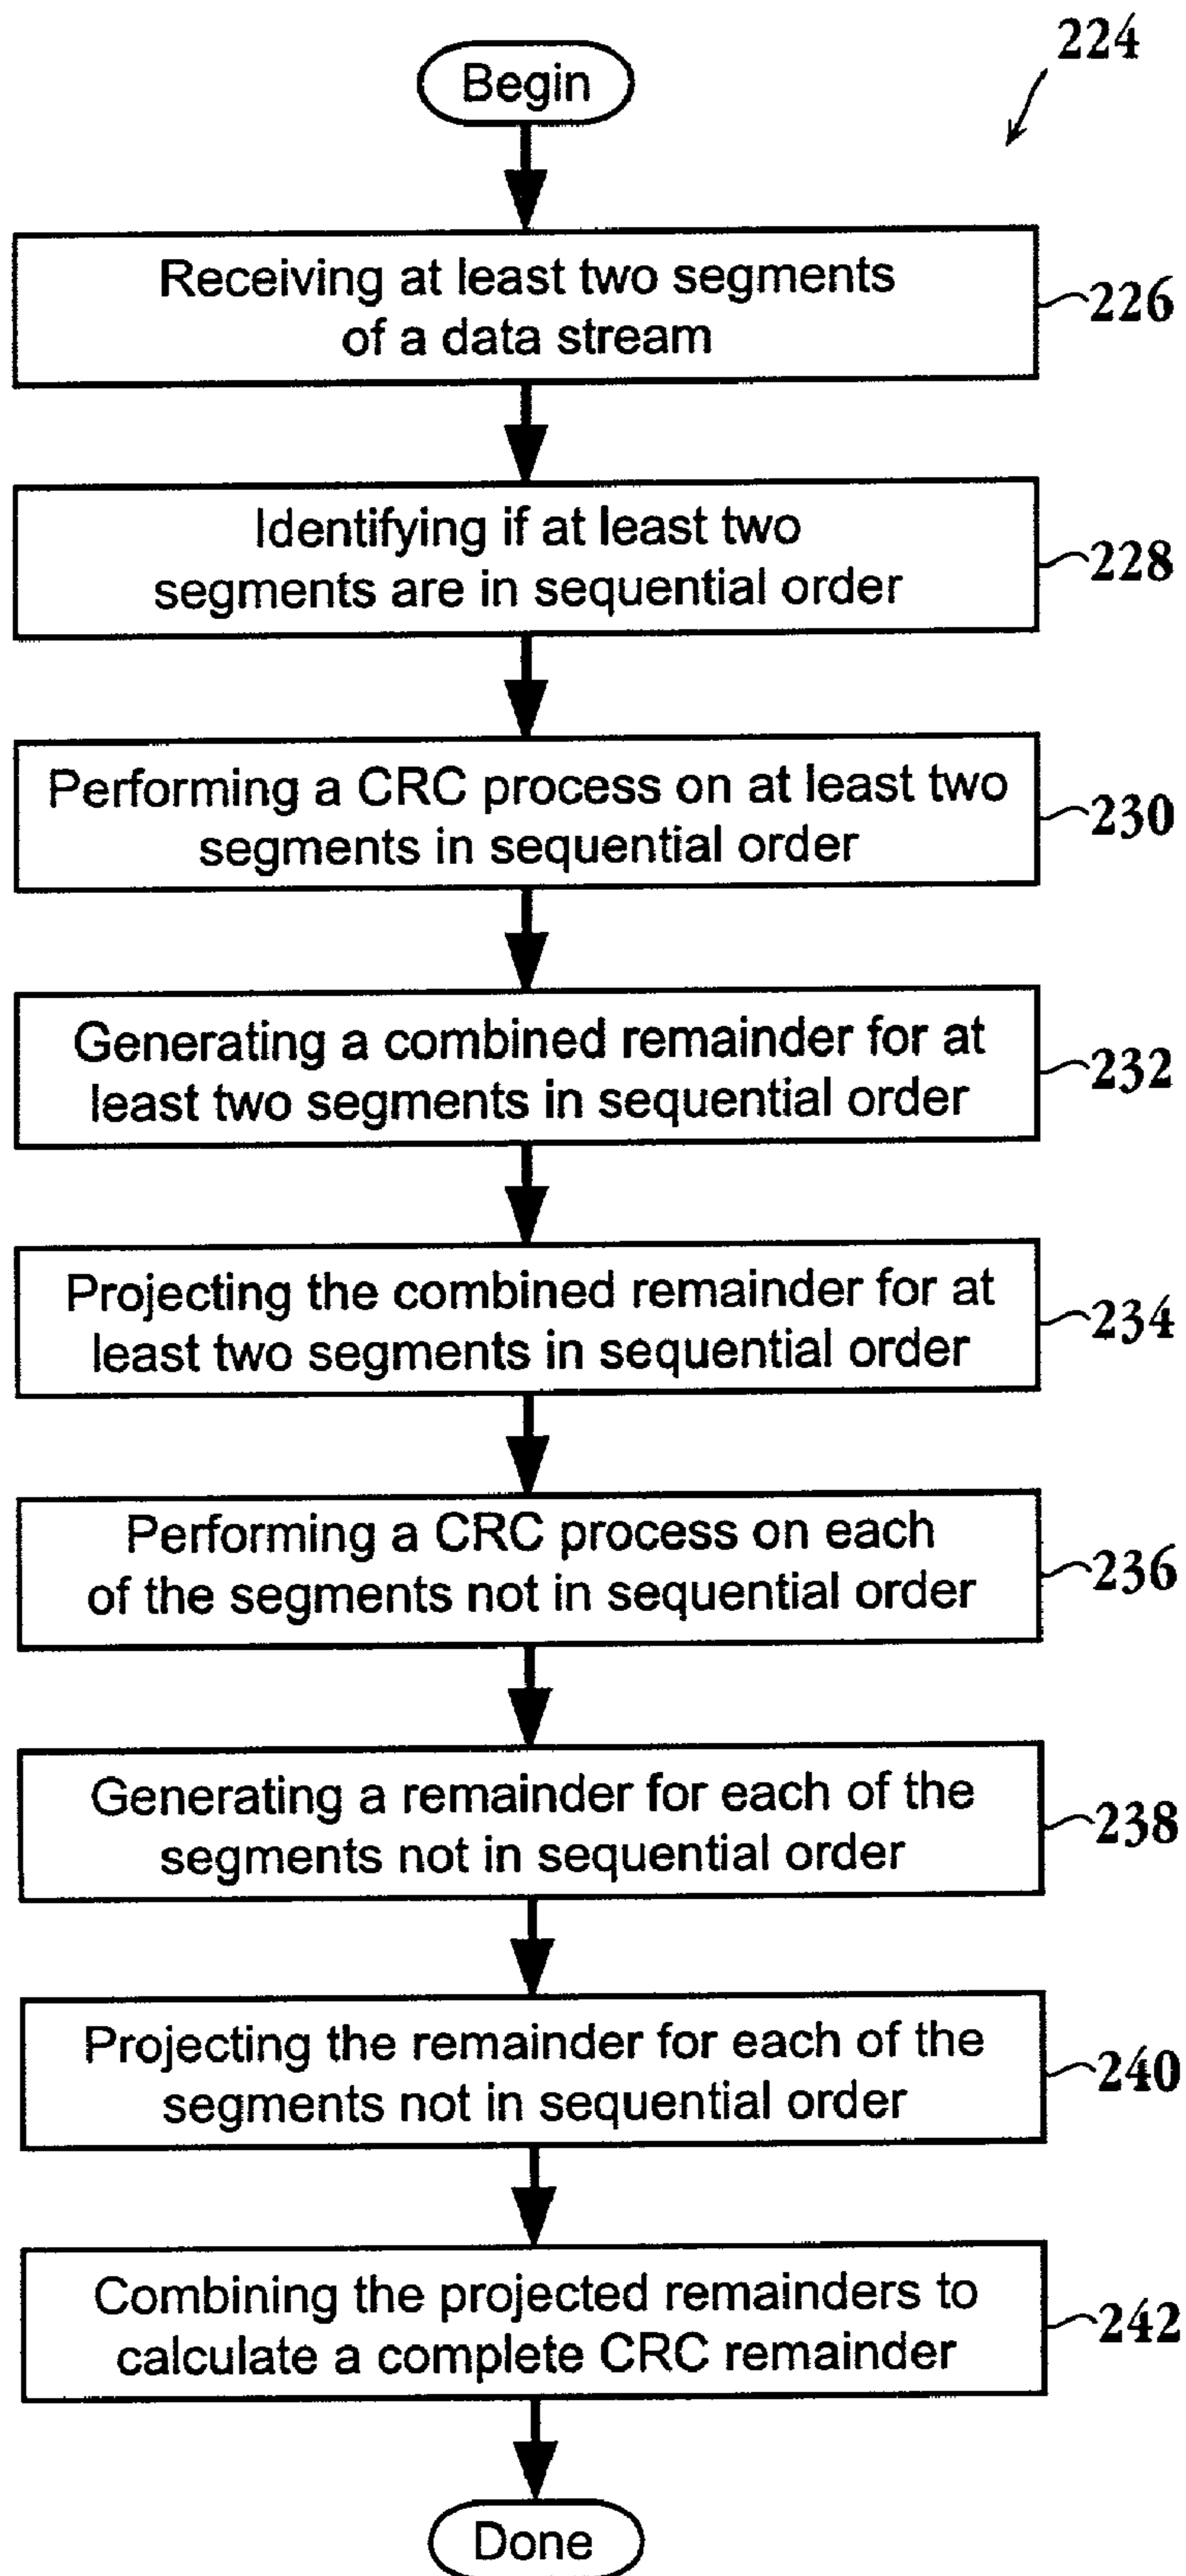 224
Begin
Receiving at least two segments
of a data stream
226
Identifying if at least two
segments are in sequential order
228
Performing a CRC process on at least two
segments in sequential order
230
Generating a combined remainder for at
least two segments in sequential order
232
Projecting the combined remainder for at
least two segments in sequential order
234
Performing a CRC process on each
of the segments not in sequential order
236
Generating a remainder for each of the
segments not in sequential order
238
Projecting the remainder for each of the
segments not in sequential order
240
Combining the projected remainders to
calculate a complete CRC remainder
242
Done